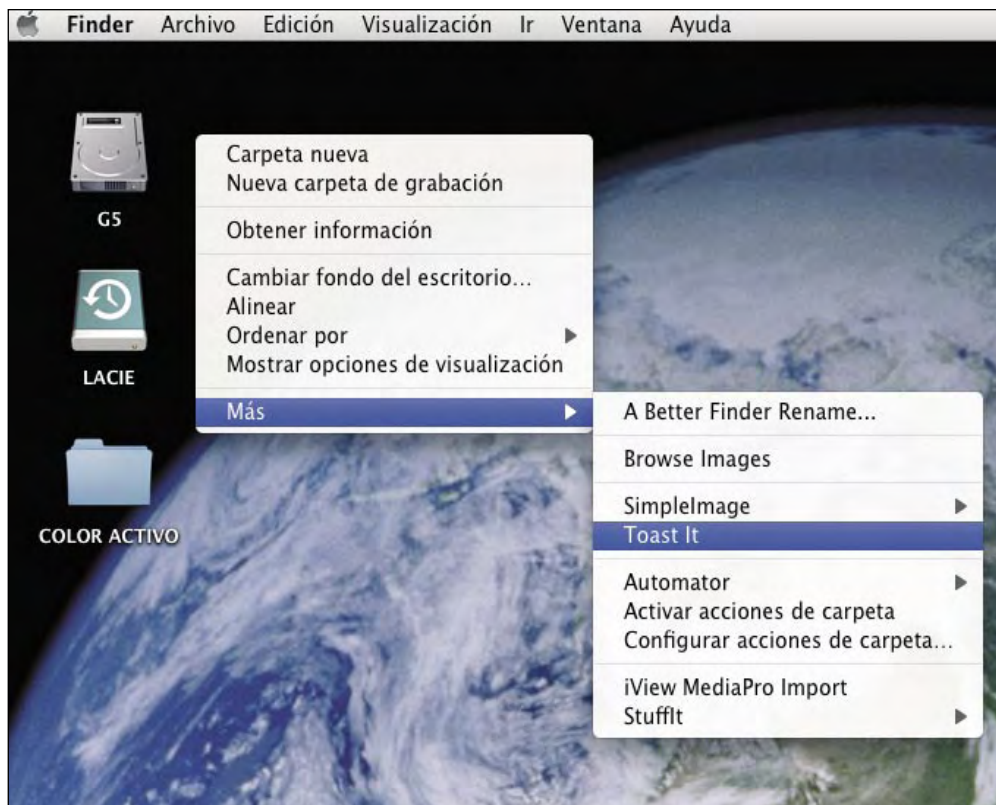 Finder Archivo Edición Visualización Ir Ventana Ayuda
G5
LACIE
COLOR ACTIVO
Carpeta nueva
Nueva carpeta de grabación
Obtener información
Cambiar fondo del escritorio...
Alinear
Ordenar por
Mostrar opciones de visualización
Más
A Better Finder Rename...
Browse Images
SimpleImage
Toast It
Automator
Activar acciones de carpeta
Configurar acciones de carpeta...
iView MediaPro Import
StuffIt